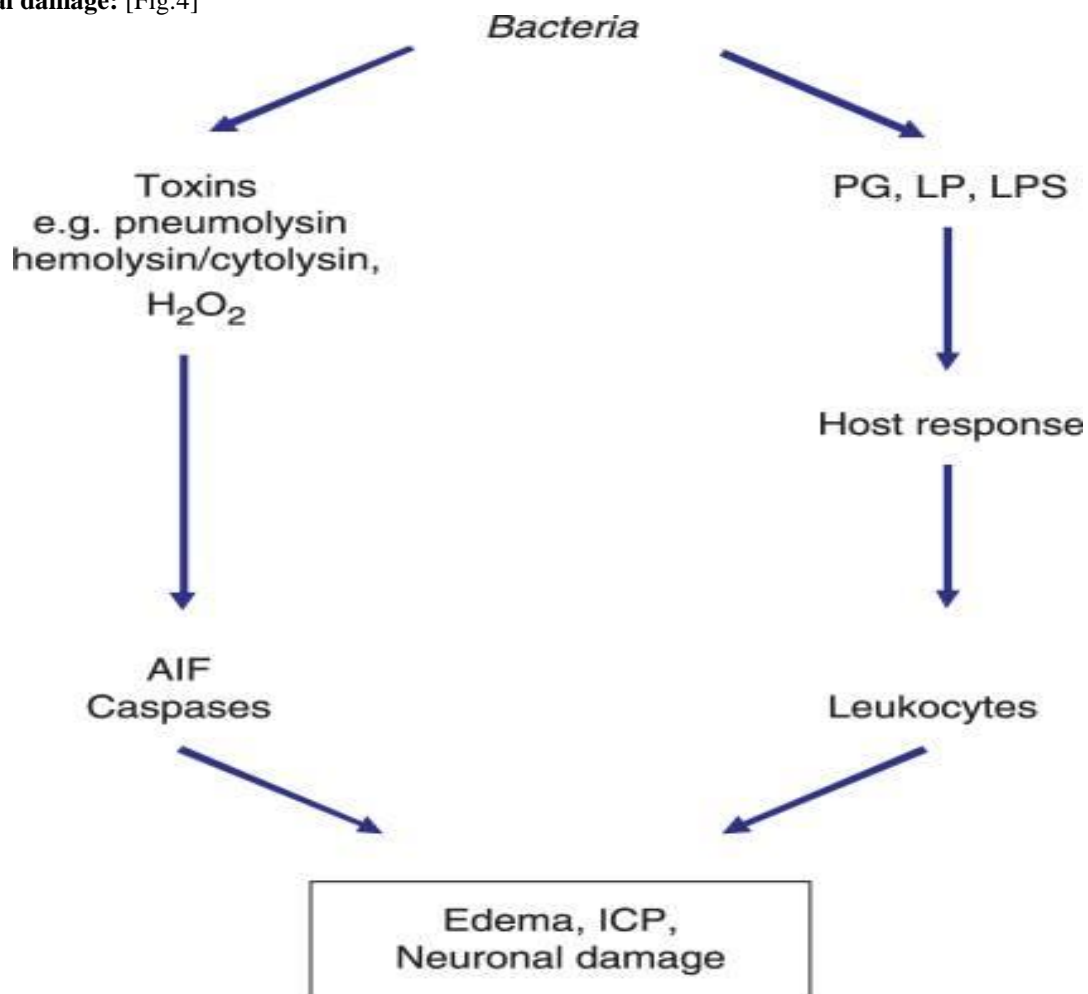 al damage: [Fig.4]
Bacteria
Toxins
e.g. pneumolysin
hemolysin/cytolysin,
H₂O₂
PG, LP, LPS
Host response
AIF
Caspases
Leukocytes
Edema, ICP,
Neuronal damage